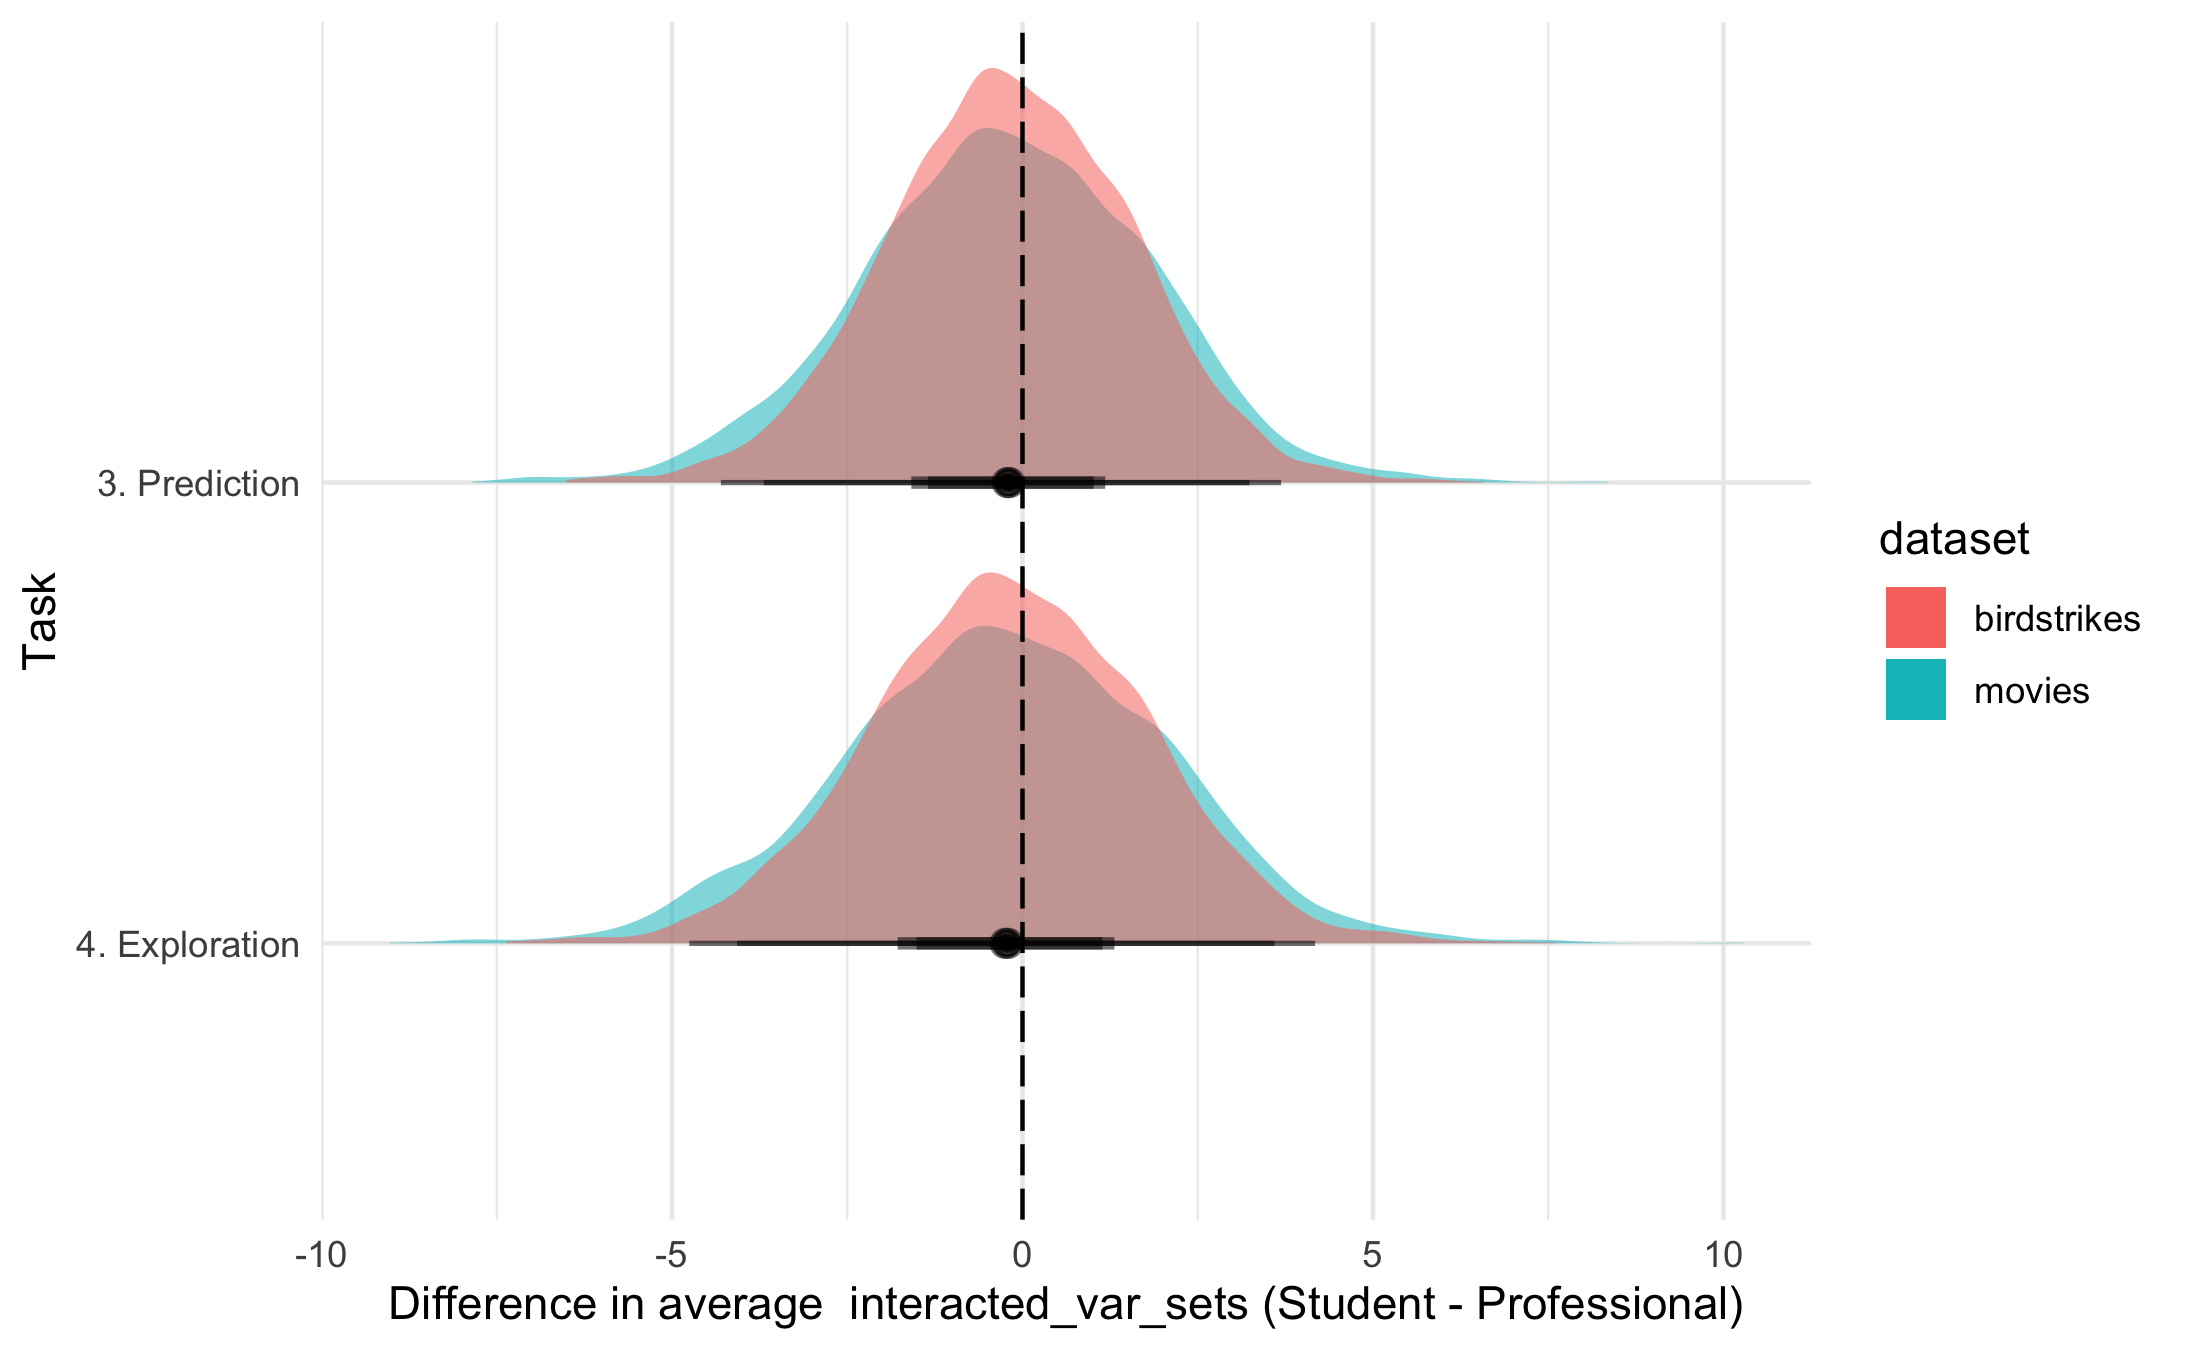 3. Prediction
4. Exploration
Task
-10 -5 0 5 10
Difference in average  interacted_var_sets (Student - Professional)
dataset
birdstrikes
movies